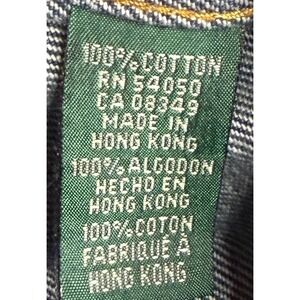 100% COTTON
RN 54050
CA 08349
MADE IN
HONG KONG
100% ALGODON
HECHO EN
HONG KONG
100% COTON
FABRIQUÉ À
HONG KONG